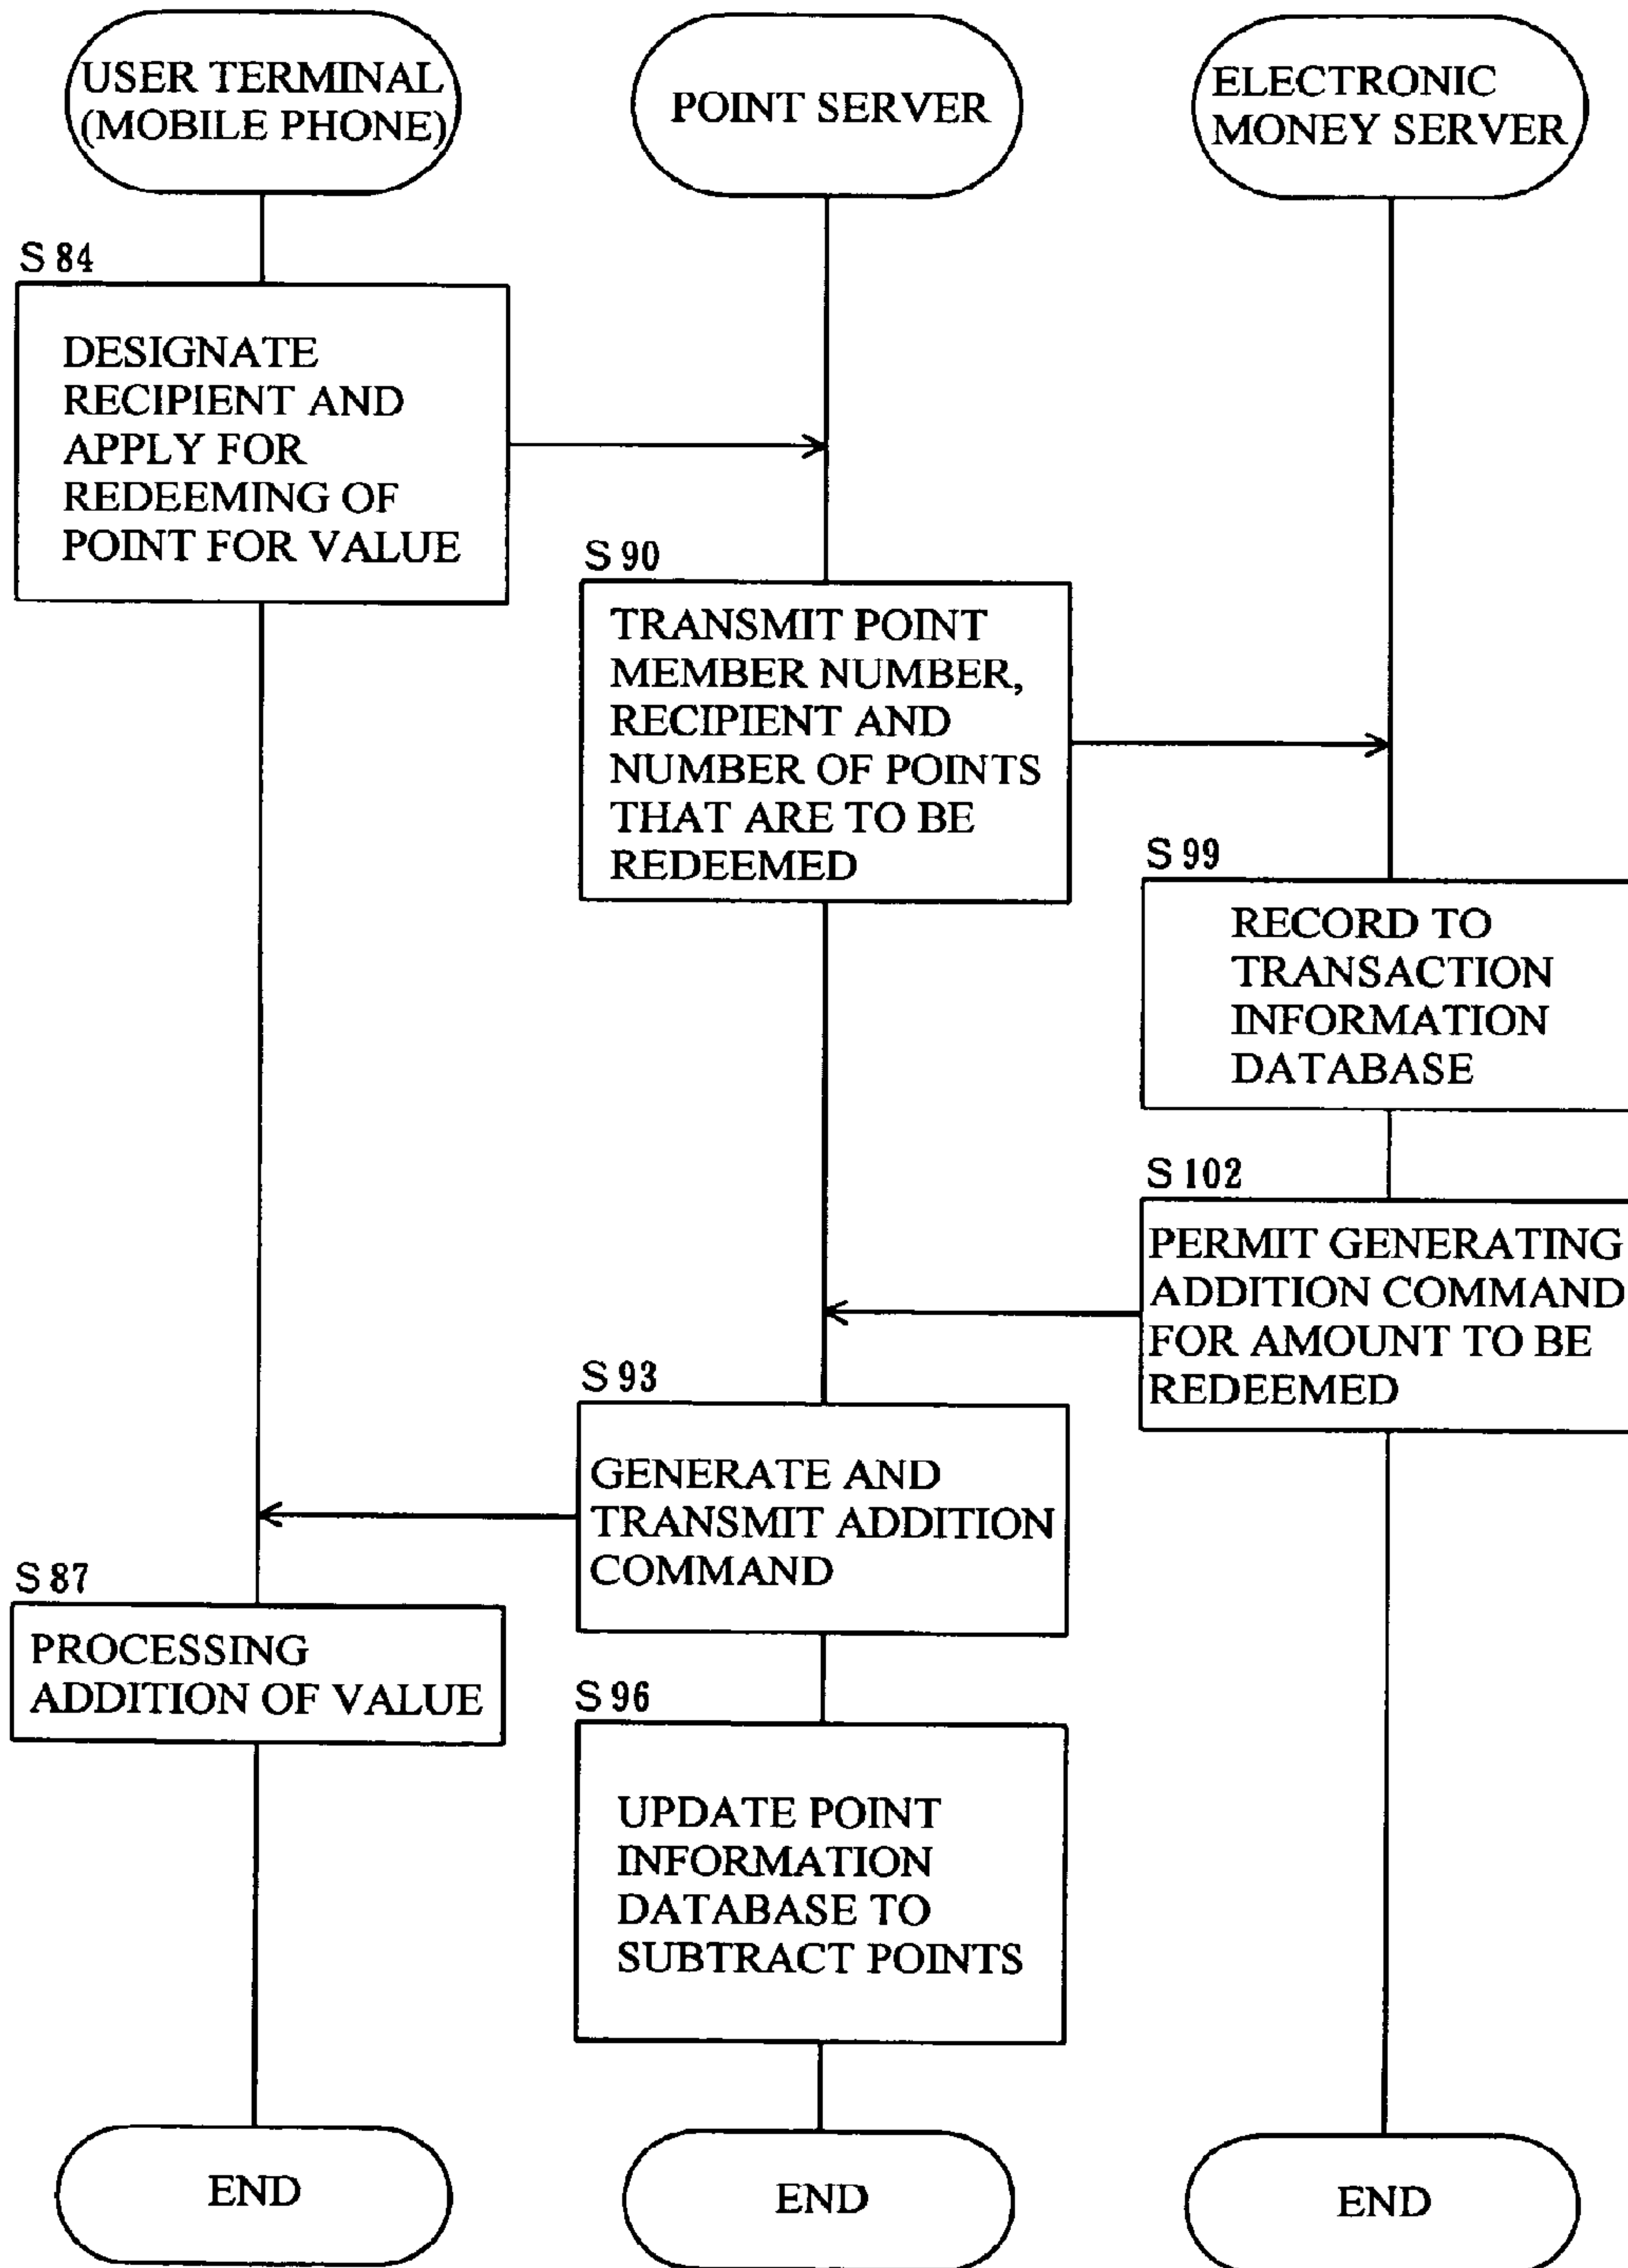 USER TERMINAL
(MOBILE PHONE)
POINT SERVER
ELECTRONIC
MONEY SERVER
S 84
DESIGNATE
RECIPIENT AND
APPLY FOR
REDEEMING OF
POINT FOR VALUE
S 90
TRANSMIT POINT
MEMBER NUMBER,
RECIPIENT AND
NUMBER OF POINTS
THAT ARE TO BE
REDEEMED
S 99
RECORD TO
TRANSACTION
INFORMATION
DATABASE
S 102
PERMIT GENERATING
ADDITION COMMAND
FOR AMOUNT TO BE
REDEEMED
S 93
GENERATE AND
TRANSMIT ADDITION
COMMAND
S 87
PROCESSING
ADDITION OF VALUE
S 96
UPDATE POINT
INFORMATION
DATABASE TO
SUBTRACT POINTS
END
END
END